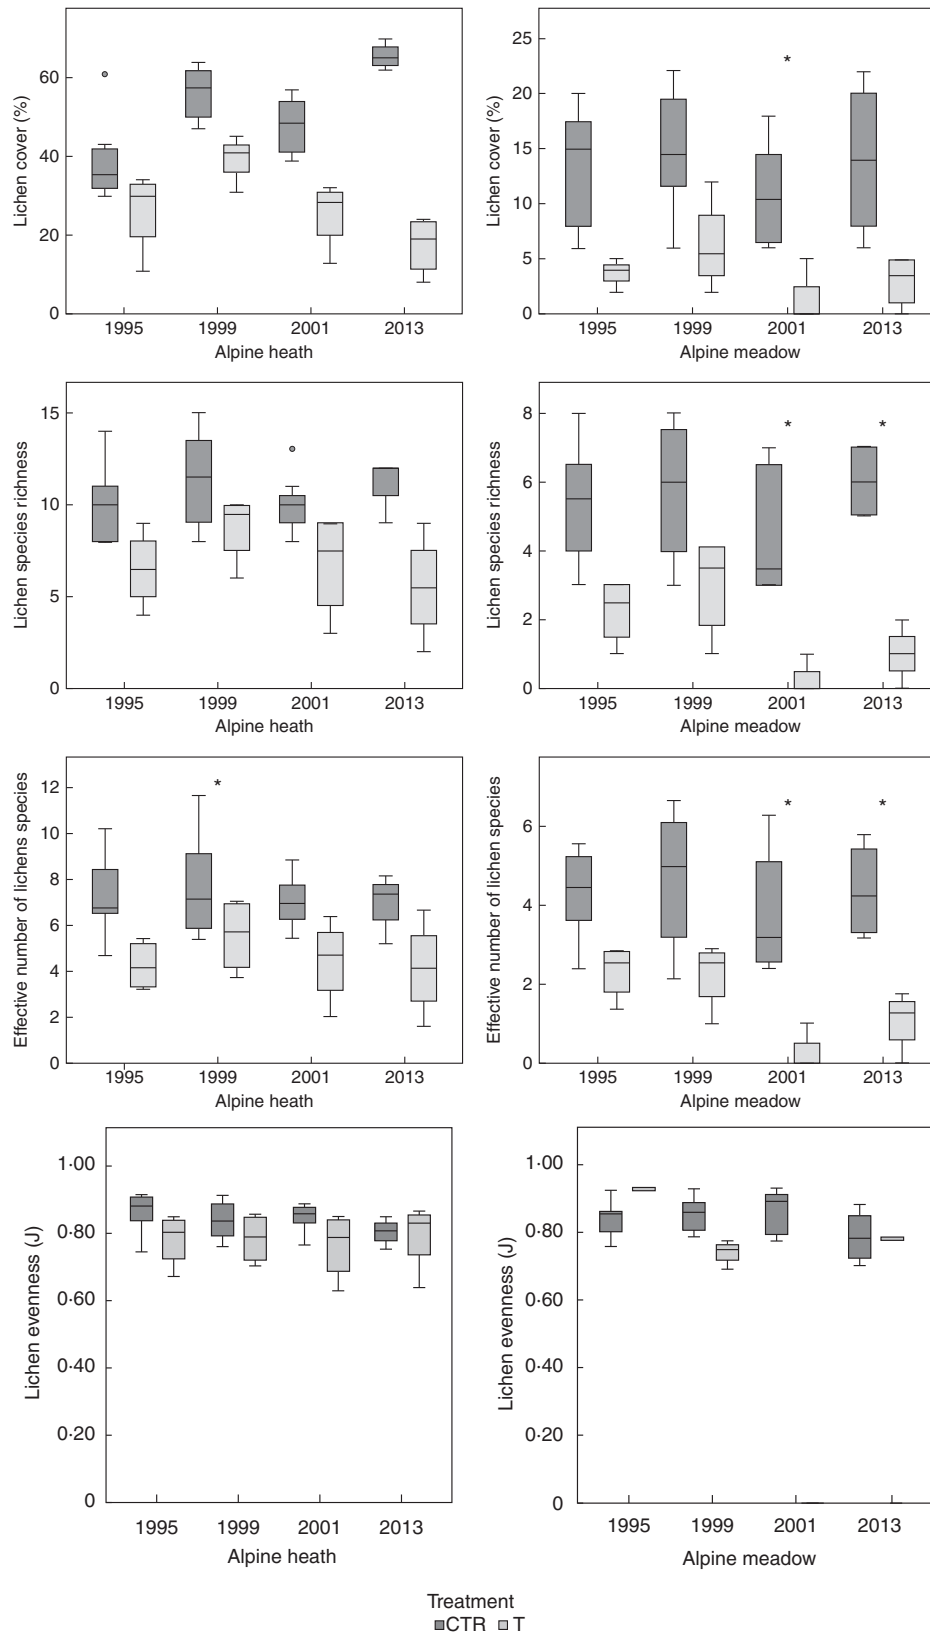 Lichen cover (%)
60
40
20
0
1995 1999 2001 2013
Alpine heath
Lichen cover (%)
25
20
15
10
5
0
*
1995 1999 2001 2013
Alpine meadow
Lichen species richness
15
10
5
0
1995 1999 2001 2013
Alpine heath
Lichen species richness
8
6
4
2
0
* *
1995 1999 2001 2013
Alpine meadow
Effective number of lichens species
12
10
8
6
4
2
0
*
1995 1999 2001 2013
Alpine heath
Effective number of lichen species
6
4
2
0
* *
1995 1999 2001 2013
Alpine meadow
Lichen evenness (J)
1·00
0·80
0·60
0·40
0·20
0
1995 1999 2001 2013
Alpine heath
Lichen evenness (J)
1·00
0·80
0·60
0·40
0·20
0
1995 1999 2001 2013
Alpine meadow
Treatment
CTR T